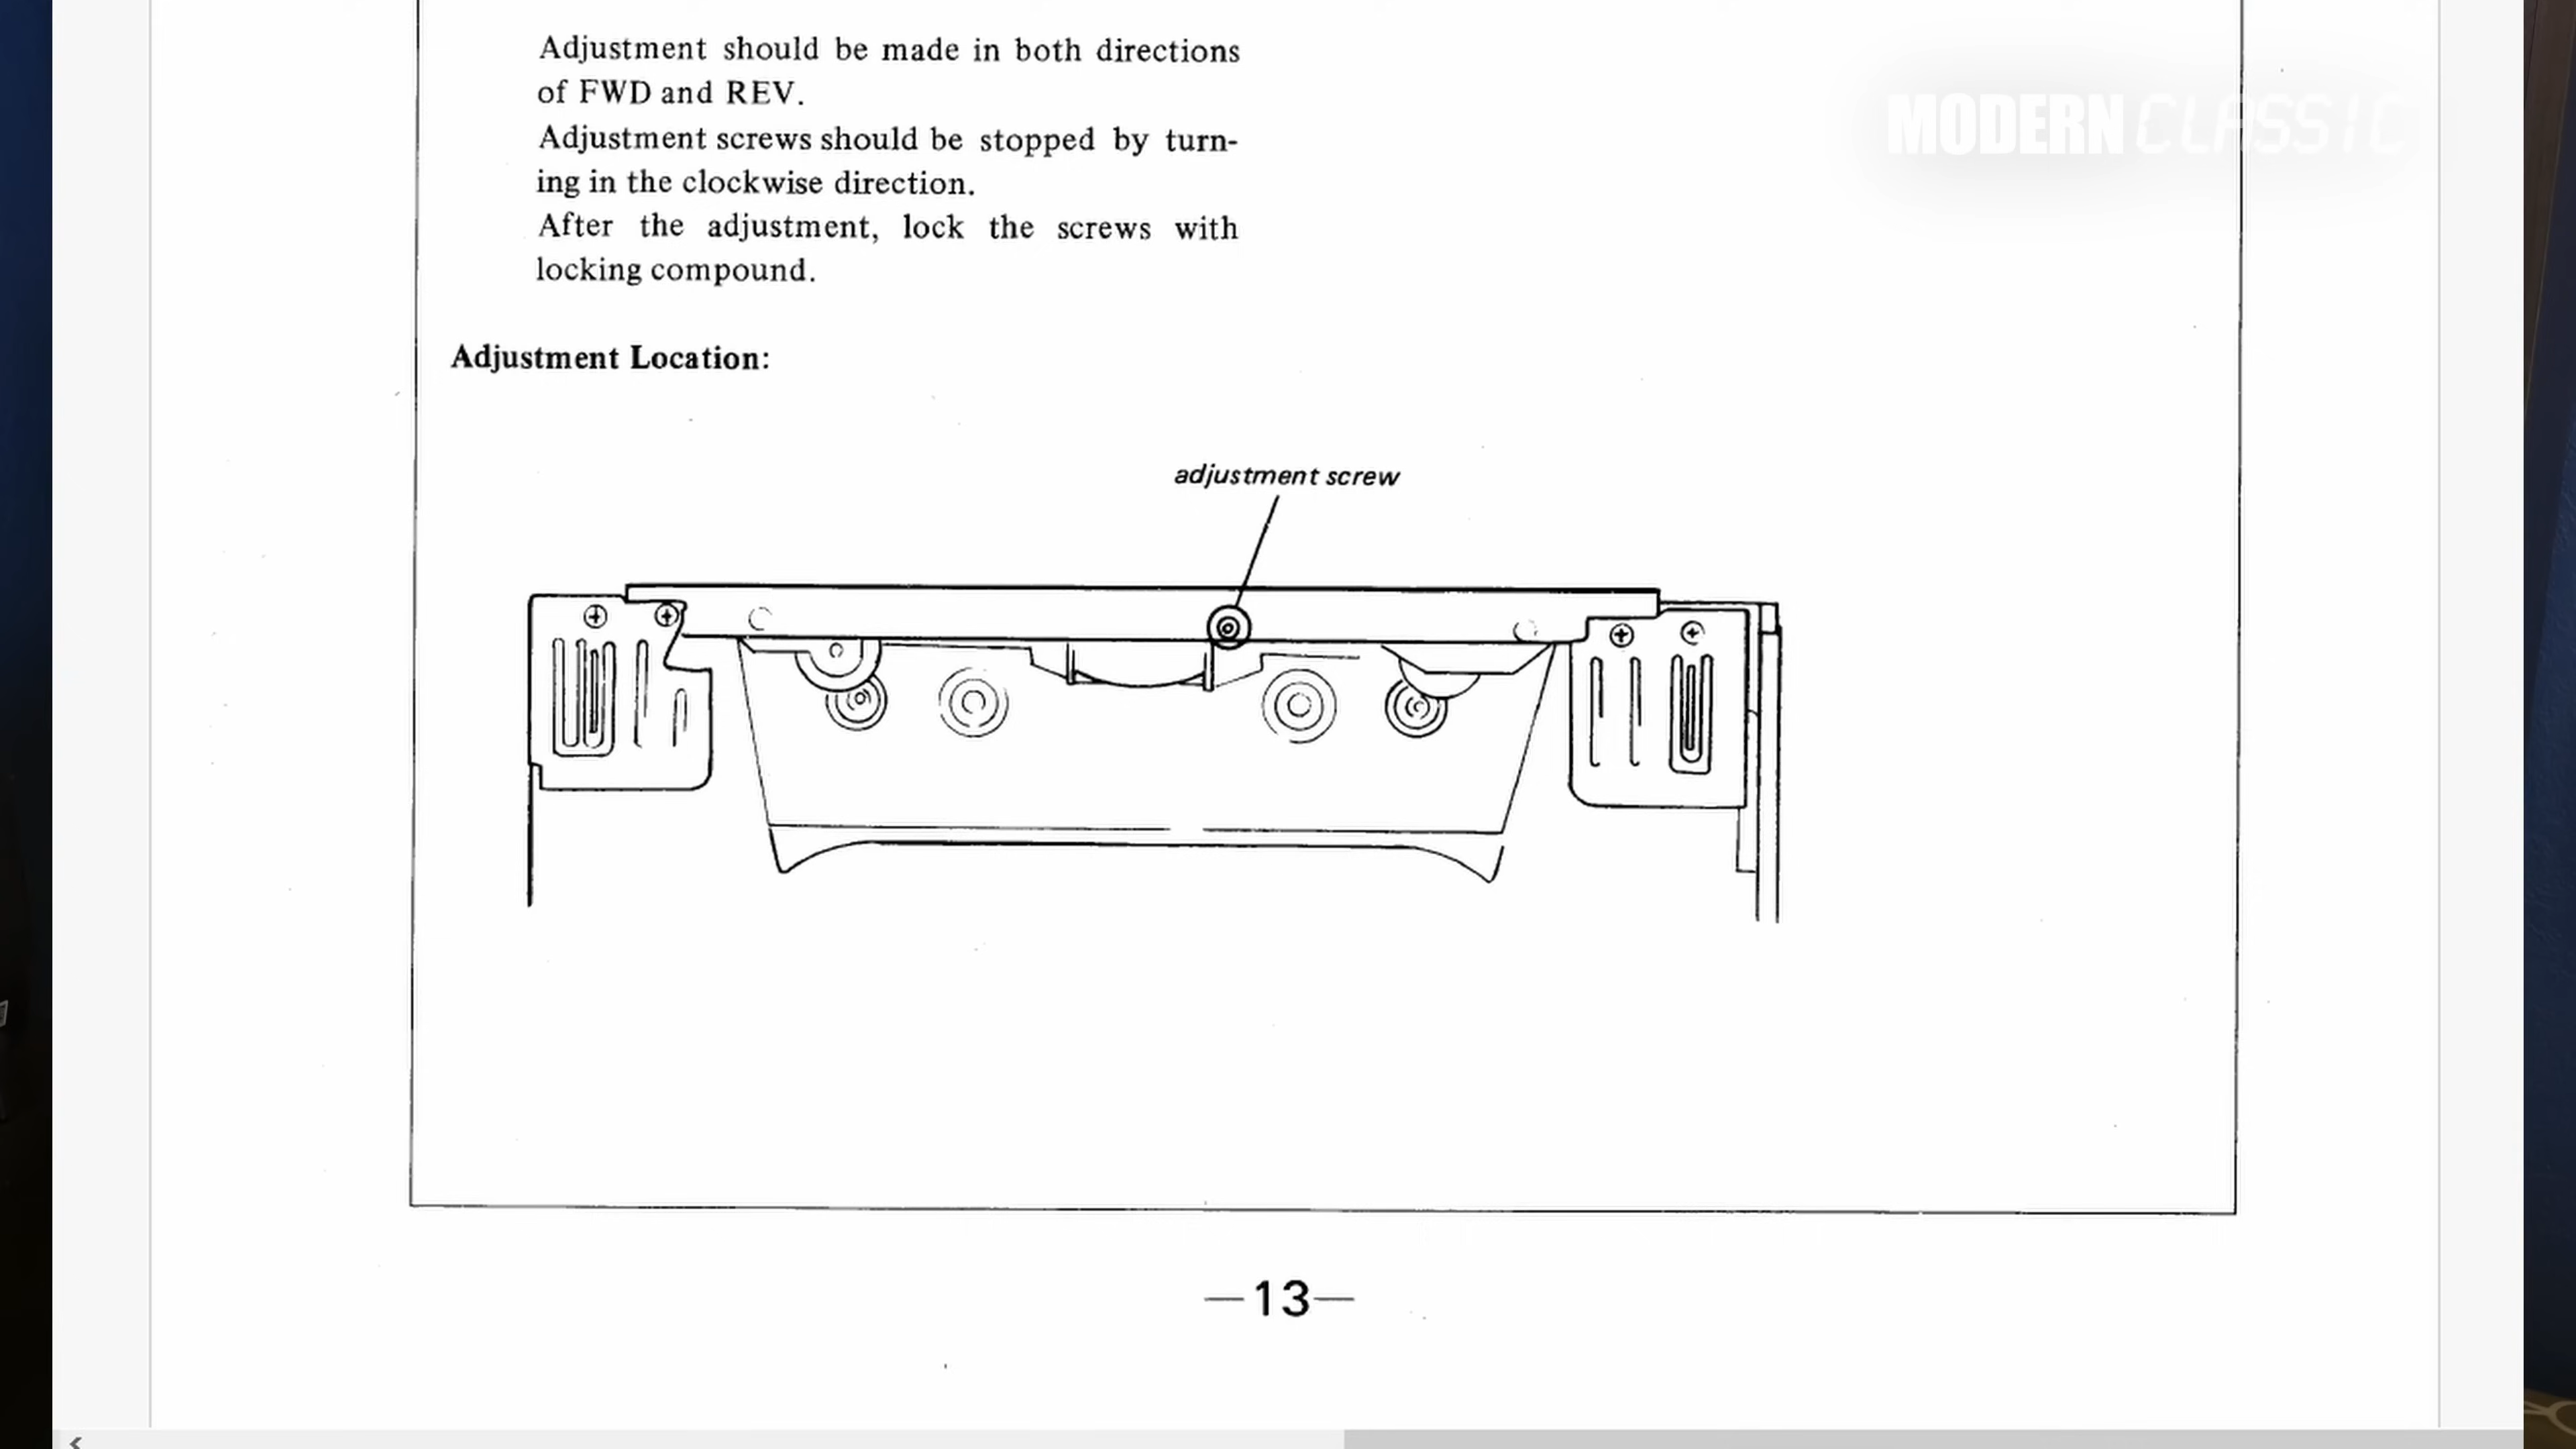 Adjustment should be made in both directions
of FWD and REV.
Adjustment screws should be stopped by turn-
ing in the clockwise direction.
After the adjustment, lock the screws with
locking compound.
Adjustment Location:
adjustment screw
—13—
MODERN CLASSIC